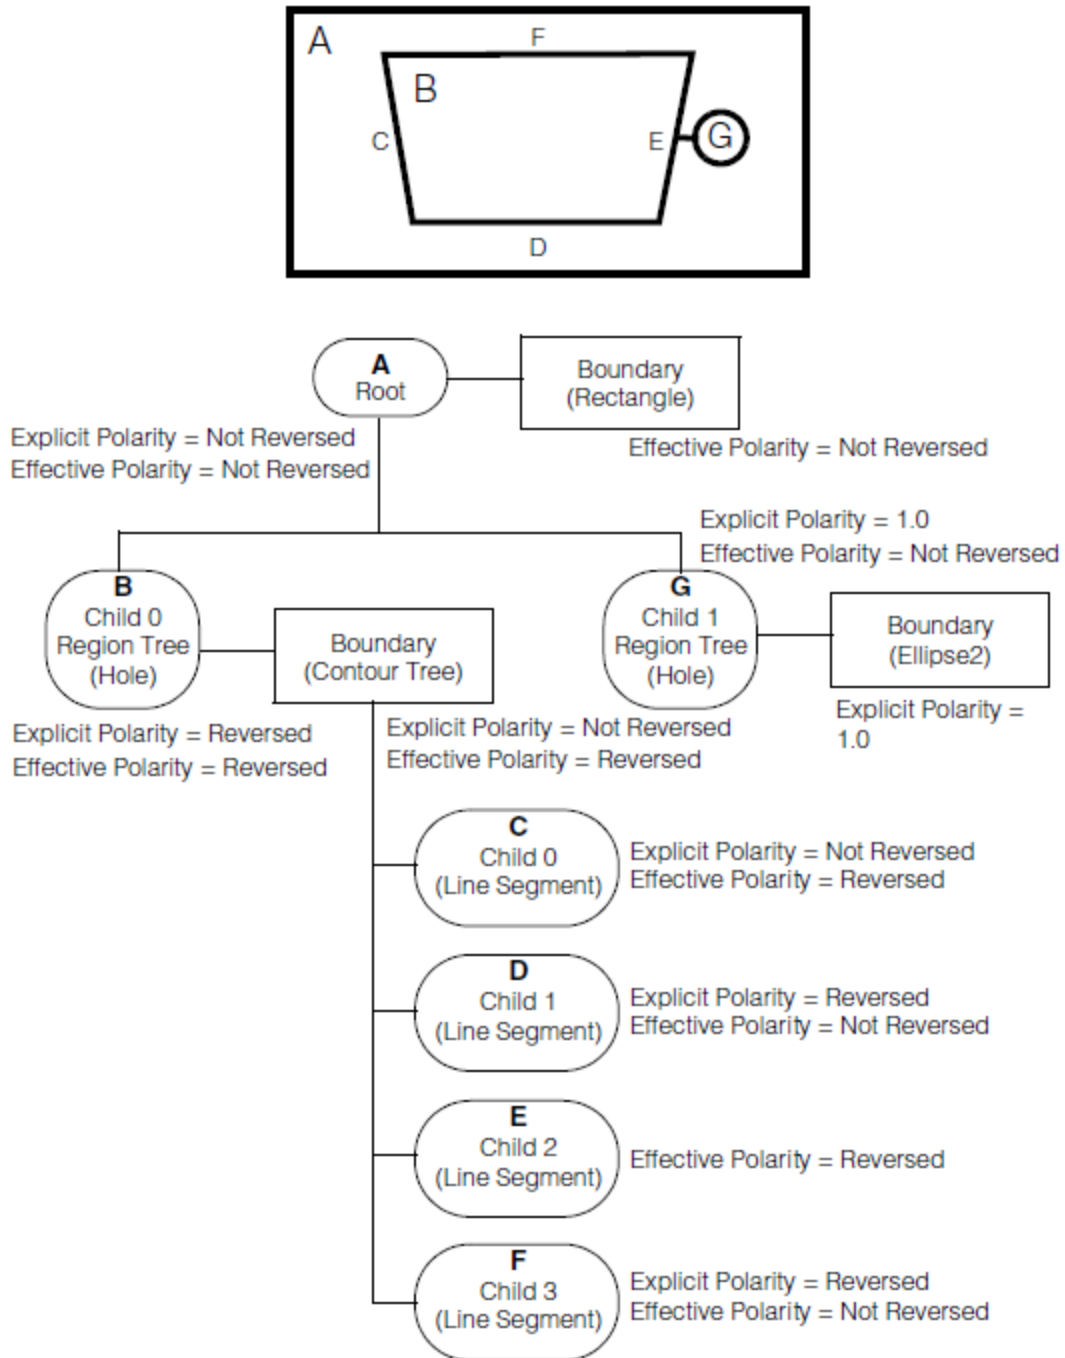 A
F
B
C
E
G
D
A
Root
Boundary
(Rectangle)
Explicit Polarity = Not Reversed
Effective Polarity = Not Reversed
Effective Polarity = Not Reversed
Explicit Polarity = 1.0
Effective Polarity = Not Reversed
B
Child 0
Region Tree
(Hole)
Boundary
(Contour Tree)
G
Child 1
Region Tree
(Hole)
Boundary
(Ellipse2)
Explicit Polarity =
1.0
Explicit Polarity = Reversed
Effective Polarity = Reversed
Explicit Polarity = Not Reversed
Effective Polarity = Reversed
C
Child 0
(Line Segment)
Explicit Polarity = Not Reversed
Effective Polarity = Reversed
D
Child 1
(Line Segment)
Explicit Polarity = Reversed
Effective Polarity = Not Reversed
E
Child 2
(Line Segment)
Effective Polarity = Reversed
F
Child 3
(Line Segment)
Explicit Polarity = Reversed
Effective Polarity = Not Reversed